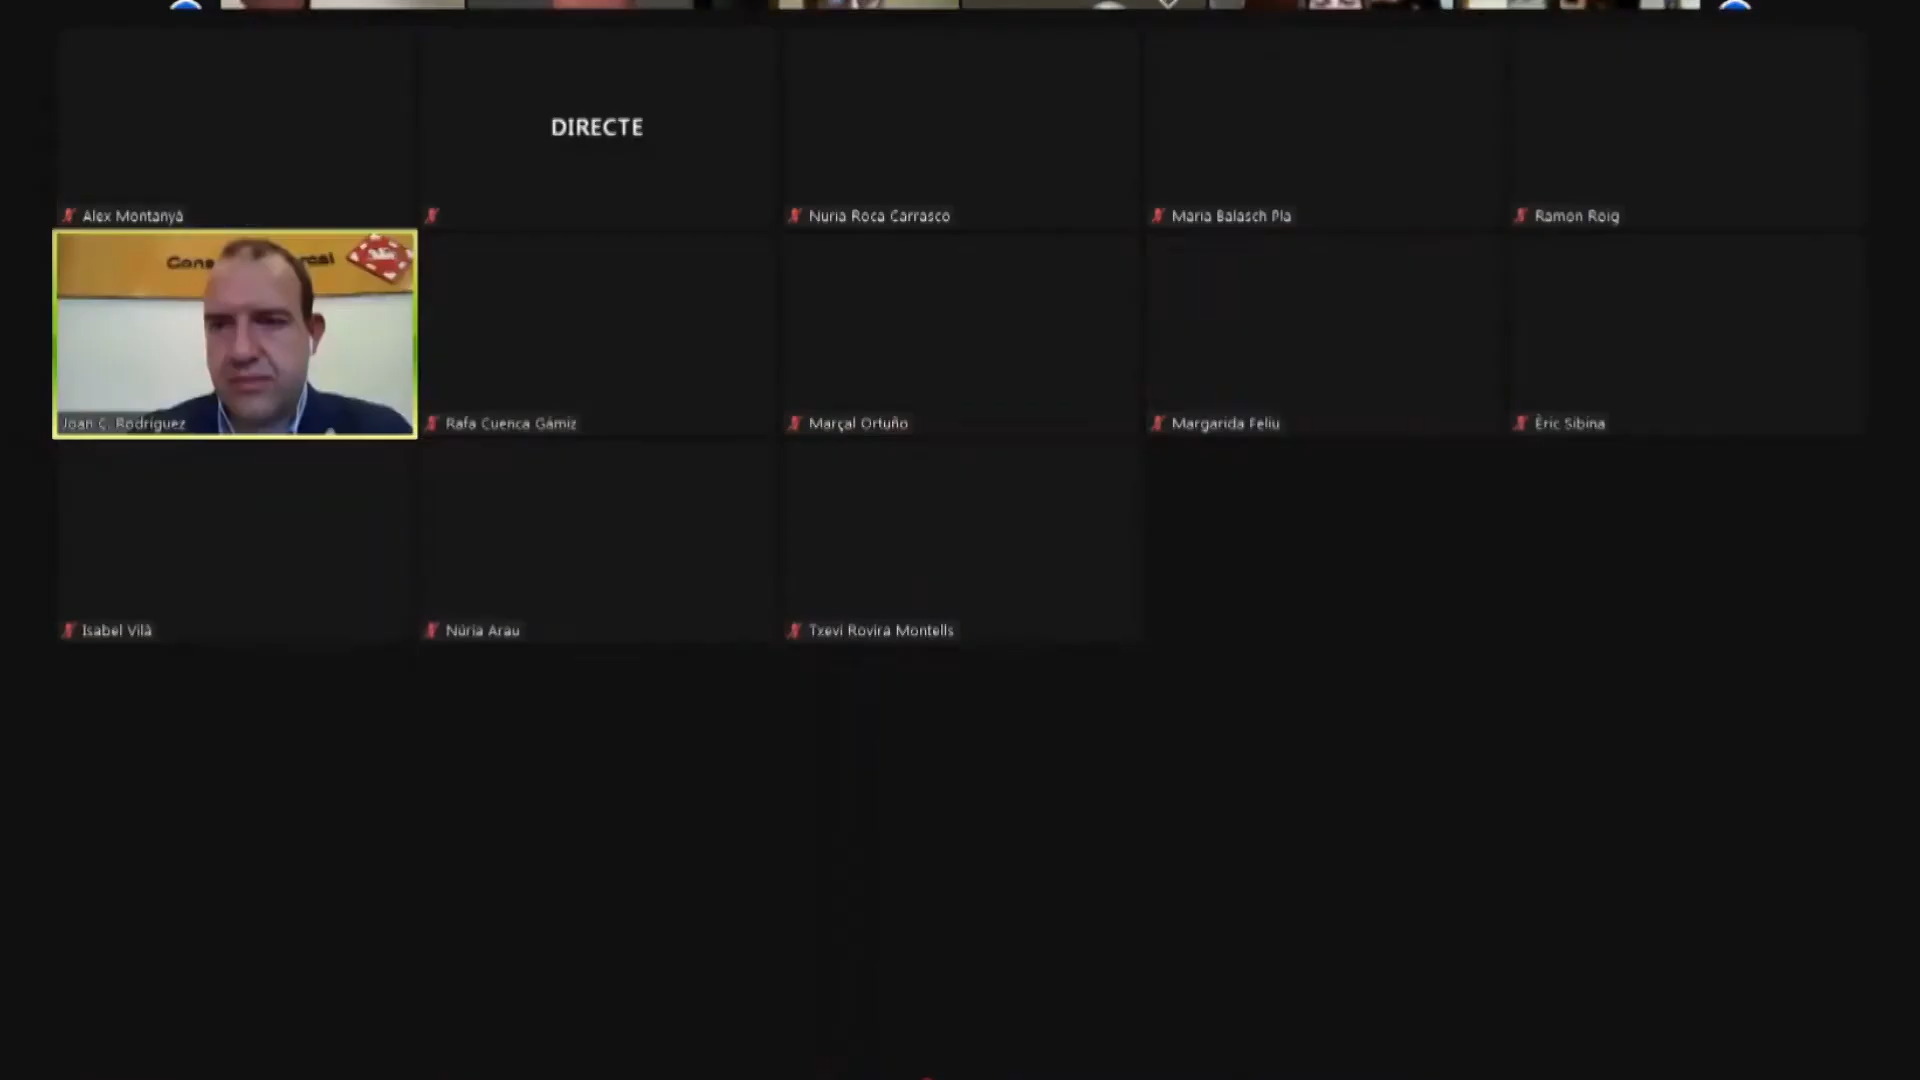 DIRECTE
Alex Montanyà
Nuria Roca Carrasco
Maria Balasch Pla
Ramon Roig
Joan C. Rodríguez
Rafa Cuenca Gámiz
Marçal Ortuño
Margarida Feliu
Èric Sibina
Isabel Vilà
Núria Arau
Txevi Rovira Montells